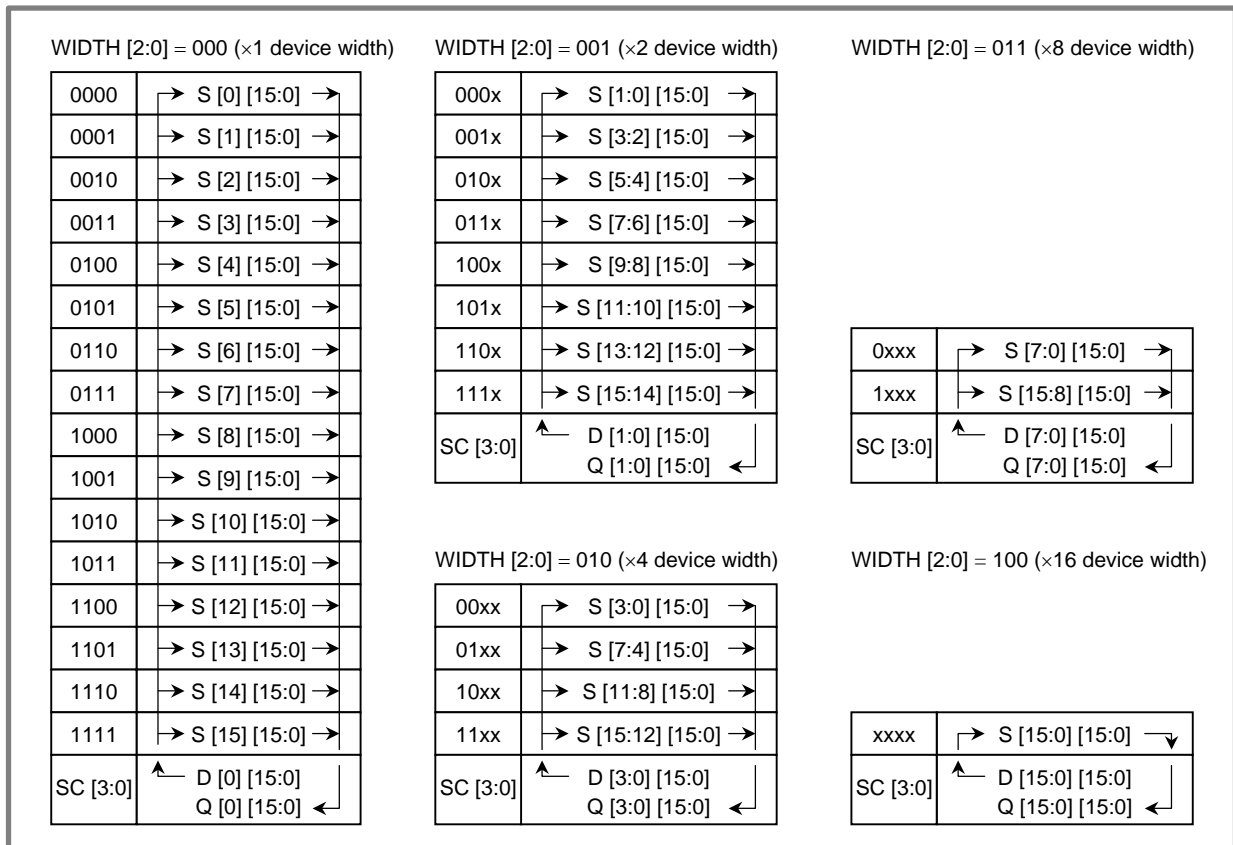 WIDTH [2:0] = 000 (×1 device width)
0000 S [0] [15:0]
0001 S [1] [15:0]
0010 S [2] [15:0]
0011 S [3] [15:0]
0100 S [4] [15:0]
0101 S [5] [15:0]
0110 S [6] [15:0]
0111 S [7] [15:0]
1000 S [8] [15:0]
1001 S [9] [15:0]
1010 S [10] [15:0]
1011 S [11] [15:0]
1100 S [12] [15:0]
1101 S [13] [15:0]
1110 S [14] [15:0]
1111 S [15] [15:0]
SC [3:0] D [0] [15:0]
Q [0] [15:0]
WIDTH [2:0] = 001 (×2 device width)
000x S [1:0] [15:0]
001x S [3:2] [15:0]
010x S [5:4] [15:0]
011x S [7:6] [15:0]
100x S [9:8] [15:0]
101x S [11:10] [15:0]
110x S [13:12] [15:0]
111x S [15:14] [15:0]
SC [3:0] D [1:0] [15:0]
Q [1:0] [15:0]
WIDTH [2:0] = 010 (×4 device width)
00xx S [3:0] [15:0]
01xx S [7:4] [15:0]
10xx S [11:8] [15:0]
11xx S [15:12] [15:0]
SC [3:0] D [3:0] [15:0]
Q [3:0] [15:0]
WIDTH [2:0] = 011 (×8 device width)
0xxx S [7:0] [15:0]
1xxx S [15:8] [15:0]
SC [3:0] D [7:0] [15:0]
Q [7:0] [15:0]
WIDTH [2:0] = 100 (×16 device width)
xxxx S [15:0] [15:0]
SC [3:0] D [15:0] [15:0]
Q [15:0] [15:0]